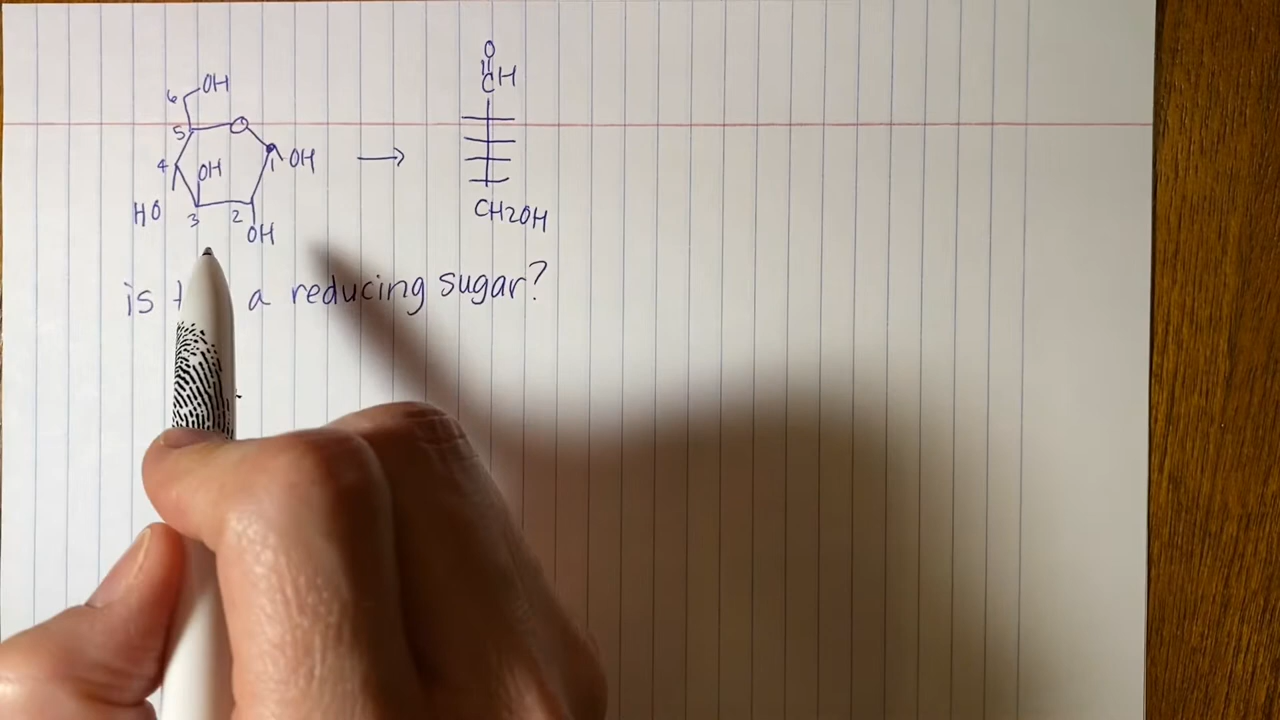 OH
6
5 O
4 OH 1 OH
HO 3 2
OH
O
CH
CH2OH
is a reducing sugar?